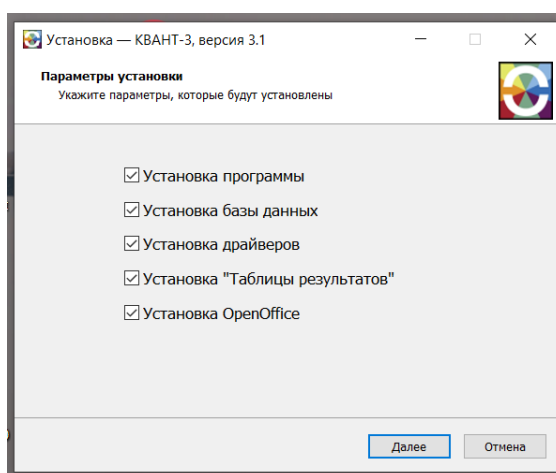 Установка — КВАНТ-3, версия 3.1
Параметры установки
Укажите параметры, которые будут установлены
Установка программы
Установка базы данных
Установка драйверов
Установка "Таблицы результатов"
Установка OpenOffice
Далее
Отмена